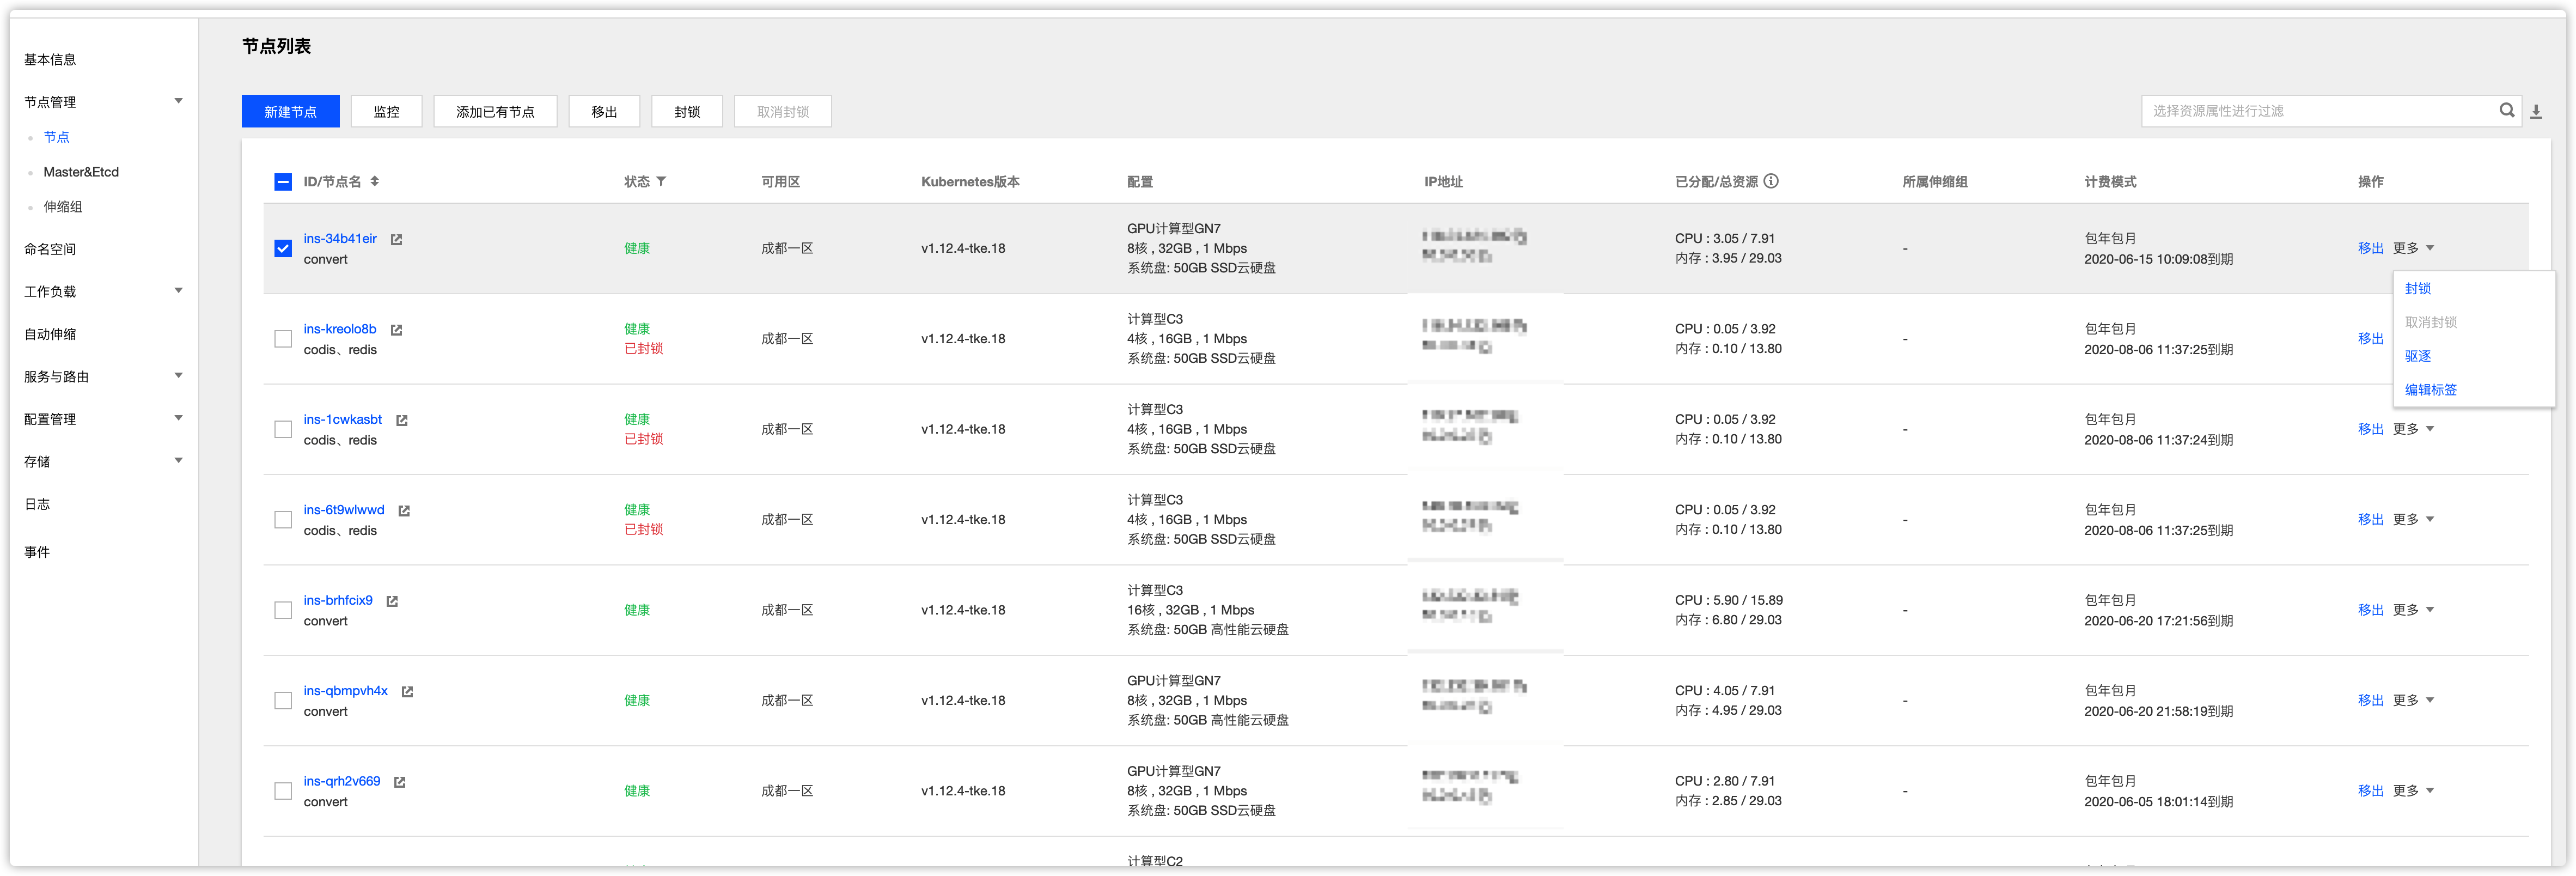 基本信息
节点管理
节点
Master&Etcd
伸缩组
命名空间
工作负载
自动伸缩
服务与路由
配置管理
存储
日志
事件
节点列表
新建节点 监控 添加已有节点 移出 封锁 取消封锁 选择资源属性进行过滤
ID/节点名 状态 可用区 Kubernetes版本 配置 IP地址 已分配/总资源 所属伸缩组 计费模式 操作
ins-34b41eir
convert
健康
成都一区
v1.12.4-tke.18
GPU计算型GN7
8核 , 32GB , 1 Mbps
系统盘: 50GB SSD云硬盘
CPU : 3.05 / 7.91
内存 : 3.95 / 29.03
-
包年包月
2020-06-15 10:09:08到期
移出 更多
封锁
取消封锁
驱逐
编辑标签
ins-kreolo8b
codis、redis
健康
已封锁
成都一区
v1.12.4-tke.18
计算型C3
4核 , 16GB , 1 Mbps
系统盘: 50GB SSD云硬盘
CPU : 0.05 / 3.92
内存 : 0.10 / 13.80
-
包年包月
2020-08-06 11:37:25到期
移出
ins-1cwkasbt
codis、redis
健康
已封锁
成都一区
v1.12.4-tke.18
计算型C3
4核 , 16GB , 1 Mbps
系统盘: 50GB SSD云硬盘
CPU : 0.05 / 3.92
内存 : 0.10 / 13.80
-
包年包月
2020-08-06 11:37:24到期
移出 更多
ins-6t9wlwwd
codis、redis
健康
已封锁
成都一区
v1.12.4-tke.18
计算型C3
4核 , 16GB , 1 Mbps
系统盘: 50GB SSD云硬盘
CPU : 0.05 / 3.92
内存 : 0.10 / 13.80
-
包年包月
2020-08-06 11:37:25到期
移出 更多
ins-brhfcix9
convert
健康
成都一区
v1.12.4-tke.18
计算型C3
16核 , 32GB , 1 Mbps
系统盘: 50GB 高性能云硬盘
CPU : 5.90 / 15.89
内存 : 6.80 / 29.03
-
包年包月
2020-06-20 17:21:56到期
移出 更多
ins-qbmpvh4x
convert
健康
成都一区
v1.12.4-tke.18
GPU计算型GN7
8核 , 32GB , 1 Mbps
系统盘: 50GB 高性能云硬盘
CPU : 4.05 / 7.91
内存 : 4.95 / 29.03
-
包年包月
2020-06-20 21:58:19到期
移出 更多
ins-qrh2v669
convert
健康
成都一区
v1.12.4-tke.18
GPU计算型GN7
8核 , 32GB , 1 Mbps
系统盘: 50GB SSD云硬盘
CPU : 2.80 / 7.91
内存 : 2.85 / 29.03
-
包年包月
2020-06-05 18:01:14到期
移出 更多
计算型C2